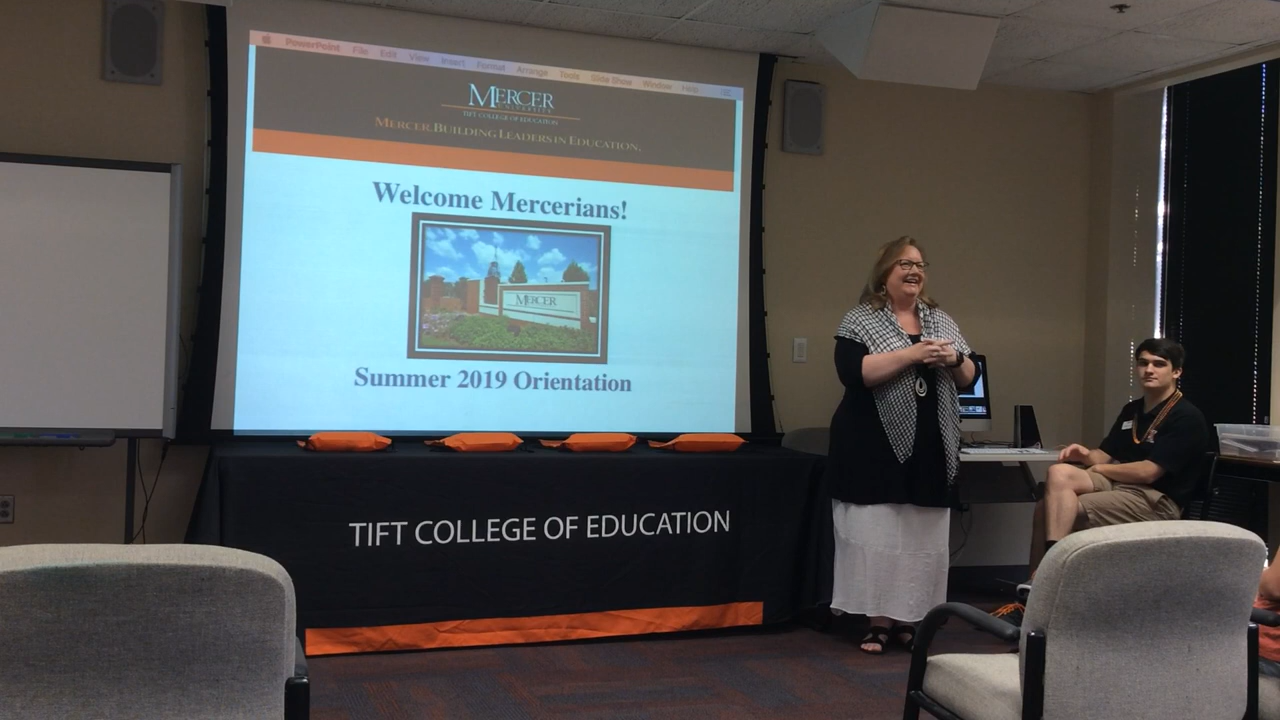 PowerPoint File Edit View Insert Format Arrange Tools Slide Show Window Help
MERCER
UNIVERSITY
TIFT COLLEGE OF EDUCATION
MERCER. BUILDING LEADERS IN EDUCATION.
Welcome Mercerians!
MERCER
Summer 2019 Orientation
TIFT COLLEGE OF EDUCATION